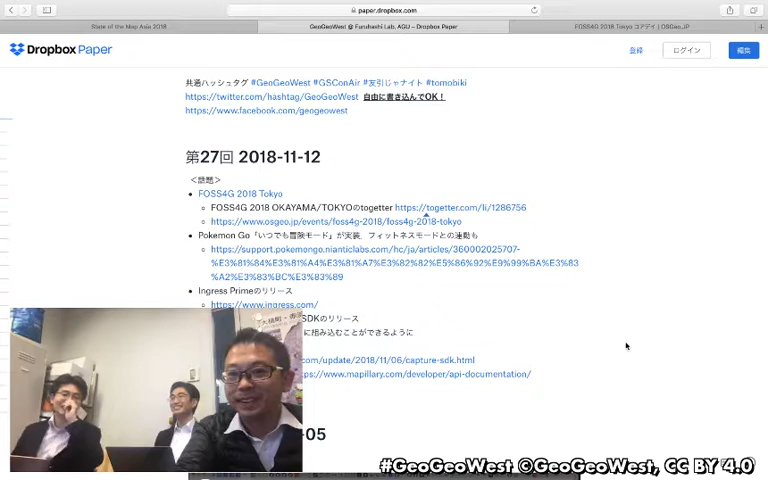 paper.dropbox.com
State of the Map Asia 2018
GeoGeoWest @ Furuhashi Lab, AGU – Dropbox Paper
FOSS4G 2018 Tokyo コアデイ | OSGeo.JP
Dropbox Paper
登録
ログイン
編集
共通ハッシュタグ #GeoGeoWest #GSConAir #友引じゃナイト #tomobiki
https://twitter.com/hashtag/GeoGeoWest 自由に書き込んでOK！
https://www.facebook.com/geogeowest
第27回 2018-11-12
＜話題＞
FOSS4G 2018 Tokyo
FOSS4G 2018 OKAYAMA/TOKYOのtogetter https://togetter.com/li/1286756
https://www.osgeo.jp/events/foss4g-2018/foss4g-2018-tokyo
Pokemon Go「いつでも冒険モード」が実装　フィットネスモードとの連動も
https://support.pokemongo.nianticlabs.com/hc/ja/articles/360002025707-
%E3%81%84%E3%81%A4%E3%81%A7%E3%82%82%E5%86%92%E9%99%BA%E3%83
%A2%E3%83%BC%E3%83%89
Ingress Primeのリリース
https://www.ingress.com/
SDKのリリース
に組み込むことができるように
com/update/2018/11/06/capture-sdk.html
ps://www.mapillary.com/developer/api-documentation/
-05
#GeoGeoWest ©GeoGeoWest, CC BY 4.0